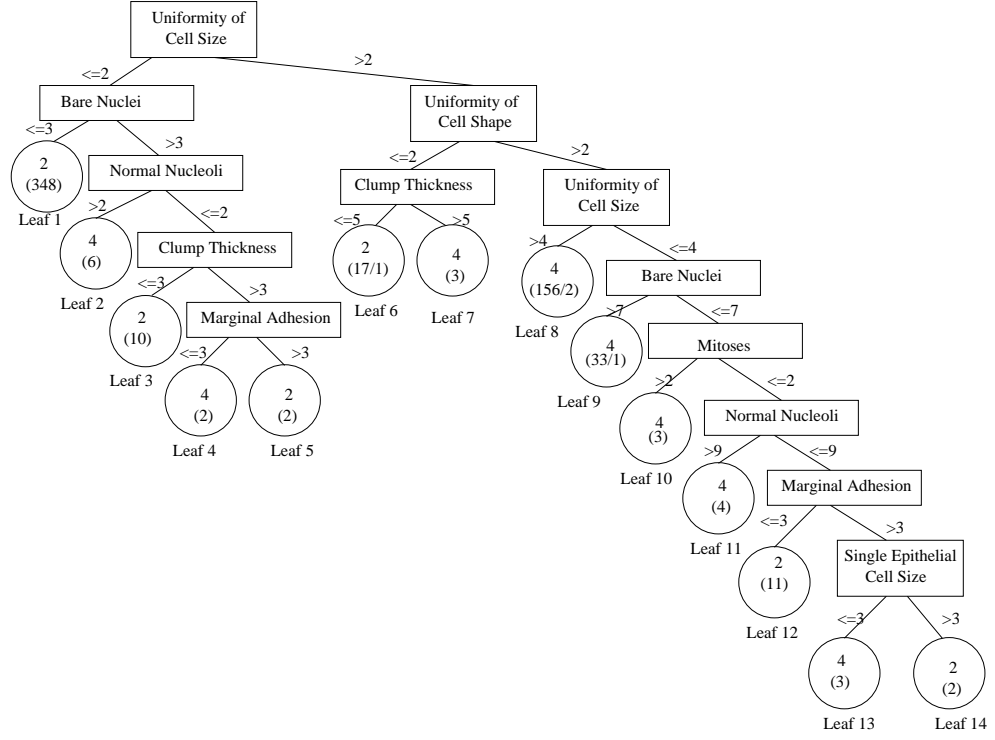 Uniformity of
Cell Size
<=2
>2
Bare Nuclei
Uniformity of
Cell Shape
<=3
>3
<=2
>2
2
(348)
Leaf 1
Normal Nucleoli
Clump Thickness
Uniformity of
Cell Size
>2
<=2
<=5
>5
>4
<=4
4
(6)
Leaf 2
Clump Thickness
2
(17/1)
Leaf 6
4
(3)
Leaf 7
4
(156/2)
Leaf 8
Bare Nuclei
<=3
>3
>7
<=7
2
(10)
Leaf 3
Marginal Adhesion
4
(33/1)
Leaf 9
Mitoses
<=3
>3
>2
<=2
4
(2)
Leaf 4
2
(2)
Leaf 5
4
(3)
Leaf 10
Normal Nucleoli
>9
<=9
4
(4)
Leaf 11
Marginal Adhesion
<=3
>3
2
(11)
Leaf 12
Single Epithelial
Cell Size
<=3
>3
4
(3)
Leaf 13
2
(2)
Leaf 14